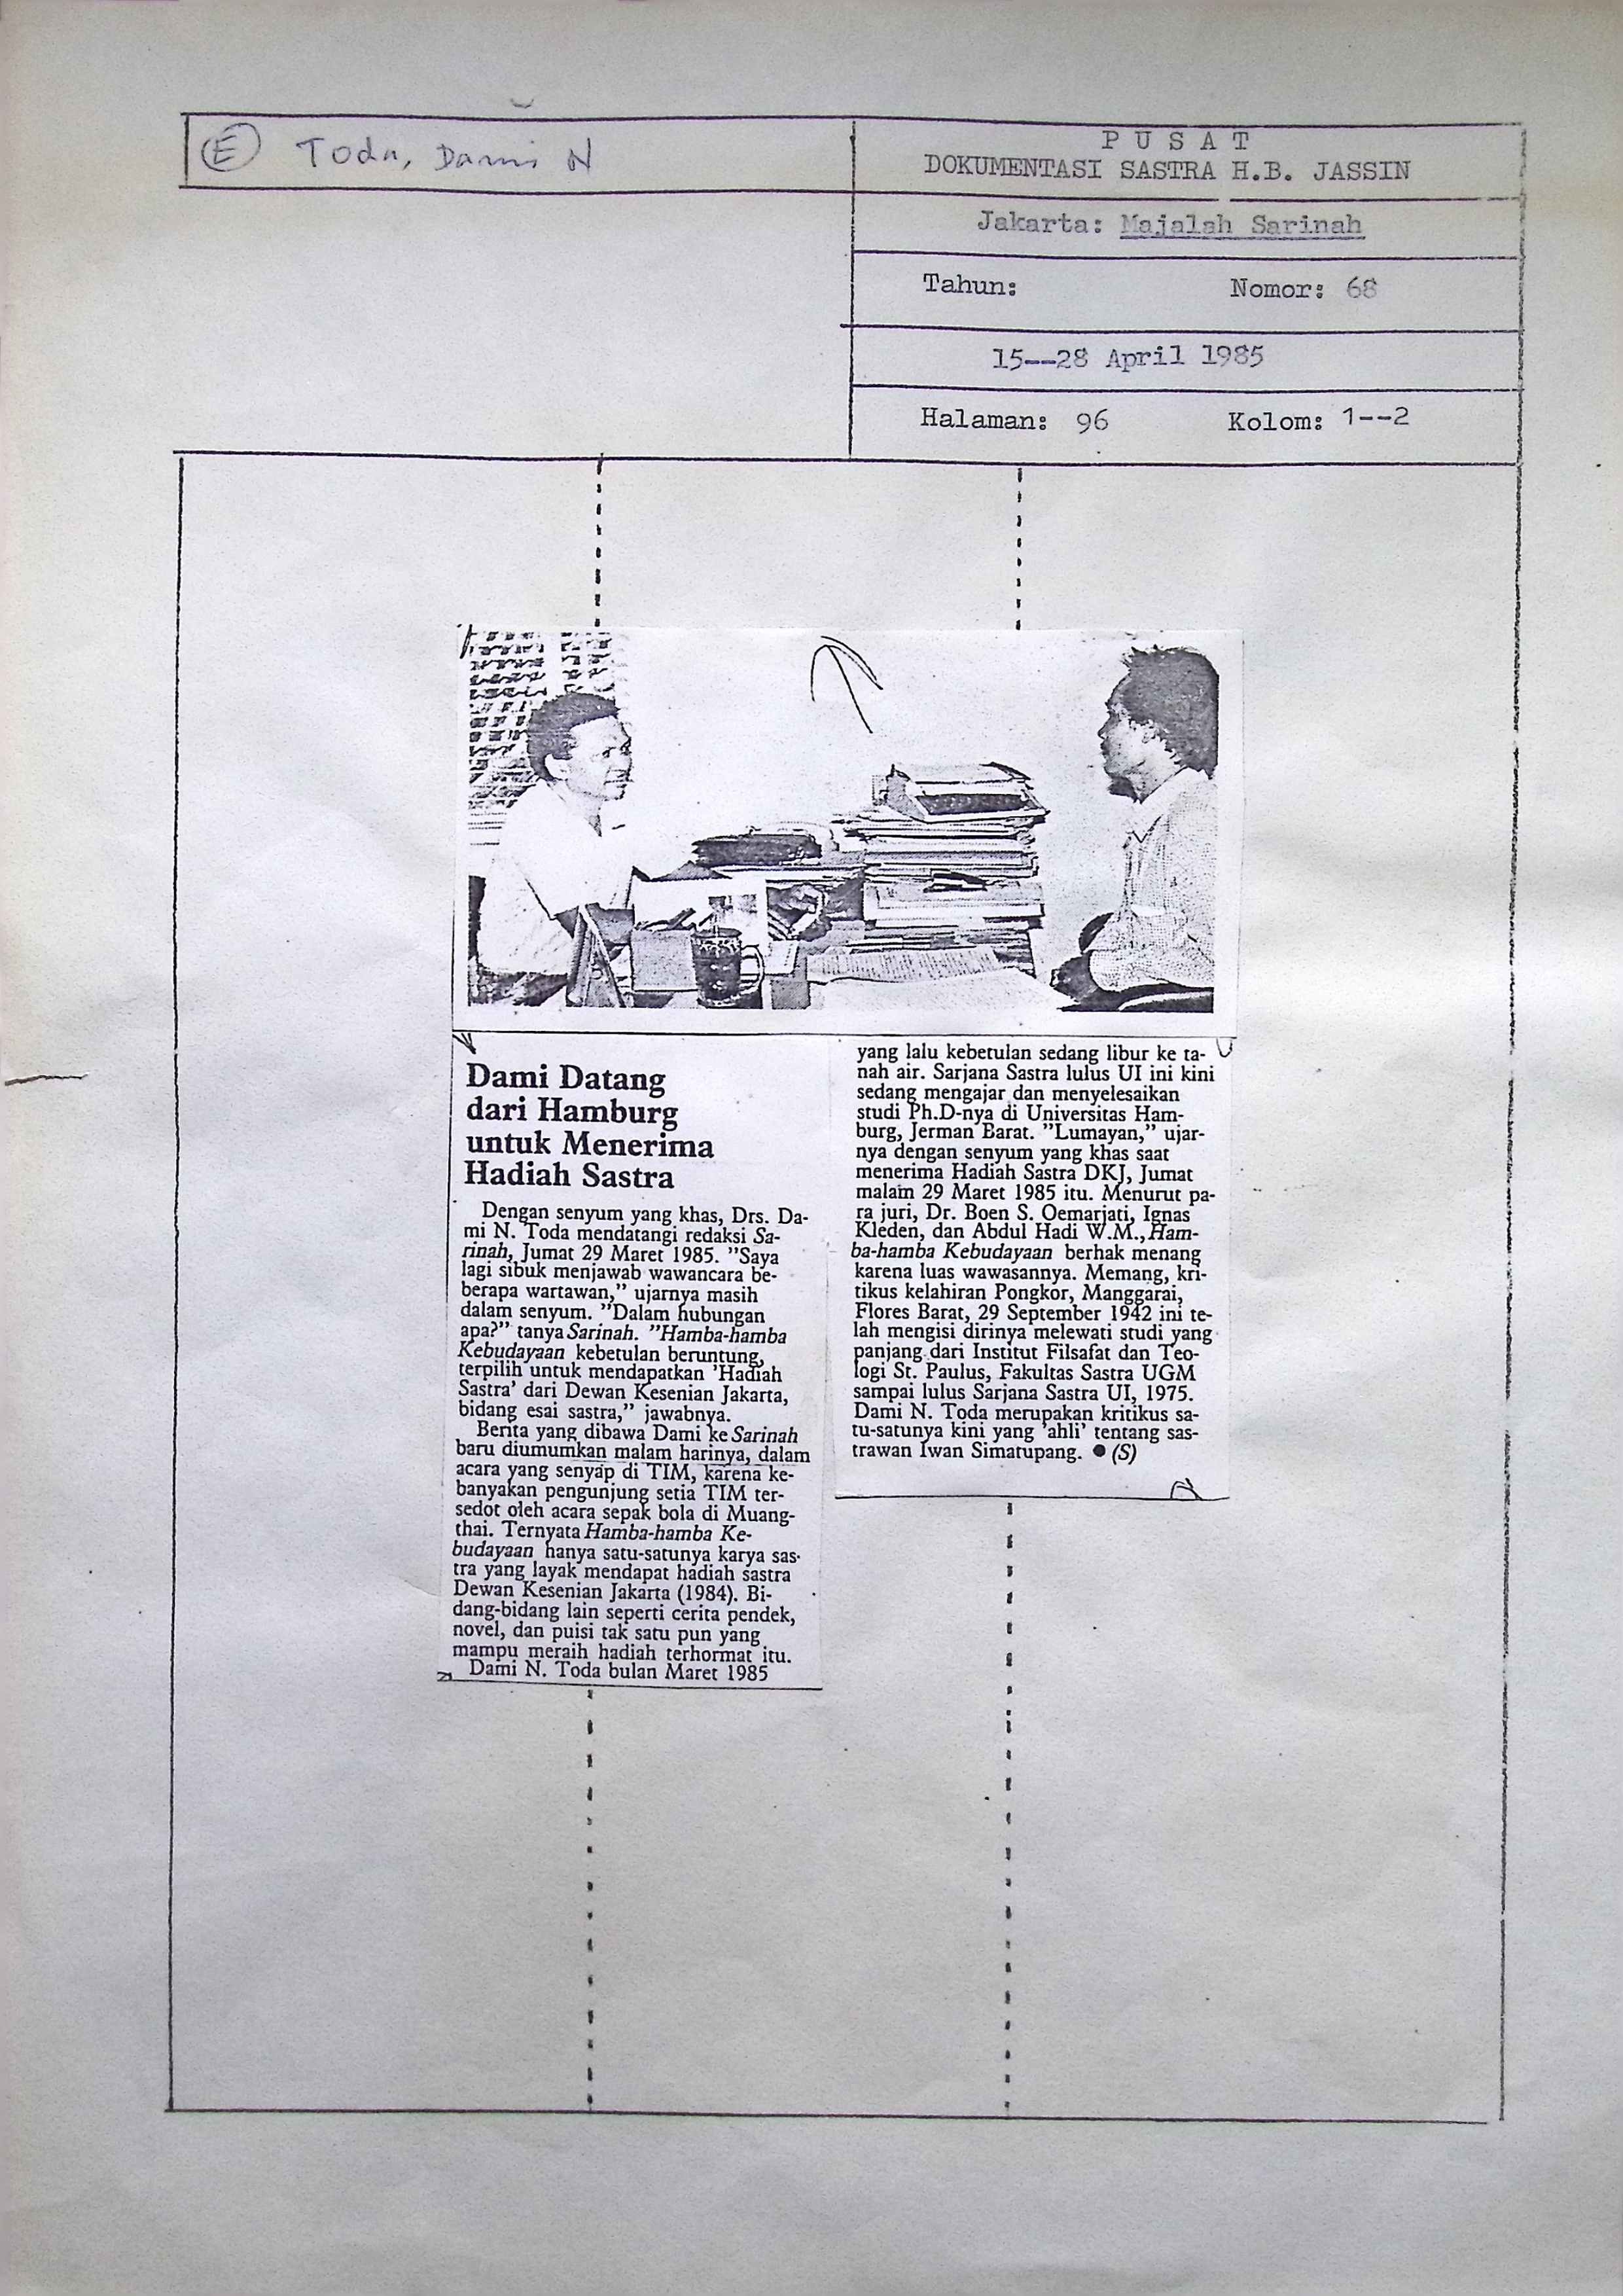 E Toda, Dami N
PUSAT
DOKUMENTASI SASTRA H.B. JASSIN
Jakarta: Majalah Sarinah
Tahun: Nomor: 68
15--28 April 1985
Halaman: 96 Kolom: 1--2
Dami Datang
dari Hamburg
untuk Menerima
Hadiah Sastra
Dengan senyum yang khas, Drs. Da-
mi N. Toda mendatangi redaksi Sa-
rinah, Jumat 29 Maret 1985. ”Saya
lagi sibuk menjawab wawancara be-
berapa wartawan,” ujarnya masih
dalam senyum. ”Dalam hubungan
apa?” tanya Sarinah. ”Hamba-hamba
Kebudayaan kebetulan beruntung,
terpilih untuk mendapatkan 'Hadiah
Sastra' dari Dewan Kesenian Jakarta,
bidang esai sastra,” jawabnya.
Berita yang dibawa Dami ke Sarinah
baru diumumkan malam harinya, dalam
acara yang senyap di TIM, karena ke-
banyakan pengunjung setia TIM ter-
sedot oleh acara sepak bola di Muang-
thai. Ternyata Hamba-hamba Ke-
budayaan hanya satu-satunya karya sas-
tra yang layak mendapat hadiah sastra
Dewan Kesenian Jakarta (1984). Bi-
dang-bidang lain seperti cerita pendek,
novel, dan puisi tak satu pun yang
mampu meraih hadiah terhormat itu.
Dami N. Toda bulan Maret 1985
yang lalu kebetulan sedang libur ke ta-
nah air. Sarjana Sastra lulus UI ini kini
sedang mengajar dan menyelesaikan
studi Ph.D-nya di Universitas Ham-
burg, Jerman Barat. ”Lumayan,” ujar-
nya dengan senyum yang khas saat
menerima Hadiah Sastra DKJ, Jumat
malam 29 Maret 1985 itu. Menurut pa-
ra juri, Dr. Boen S. Oemarjati, Ignas
Kleden, dan Abdul Hadi W.M., Ham-
ba-hamba Kebudayaan berhak menang
karena luas wawasannya. Memang, kri-
tikus kelahiran Pongkor, Manggarai,
Flores Barat, 29 September 1942 ini te-
lah mengisi dirinya melewati studi yang
panjang dari Institut Filsafat dan Teo-
logi St. Paulus, Fakultas Sastra UGM
sampai lulus Sarjana Sastra UI, 1975.
Dami N. Toda merupakan kritikus sa-
tu-satunya kini yang 'ahli' tentang sas-
trawan Iwan Simatupang. ● (S)